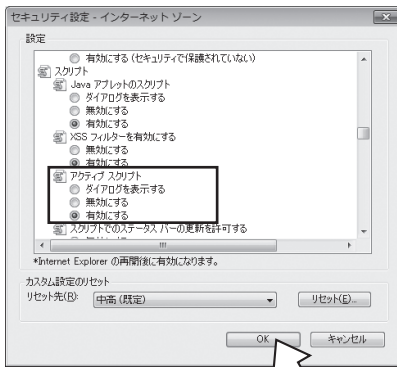 セキュリティ設定 - インターネット ゾーン
設定
有効にする (セキュリティで保護されていない)
スクリプト
Java アプレットのスクリプト
ダイアログを表示する
無効にする
有効にする
XSS フィルターを有効にする
無効にする
有効にする
アクティブ スクリプト
ダイアログを表示する
無効にする
有効にする
スクリプトでのステータス バーの更新を許可する
*Internet Explorer の再開後に有効になります。
カスタム設定のリセット
リセット先(R): 中高 (既定) リセット(E)...
OK キャンセル